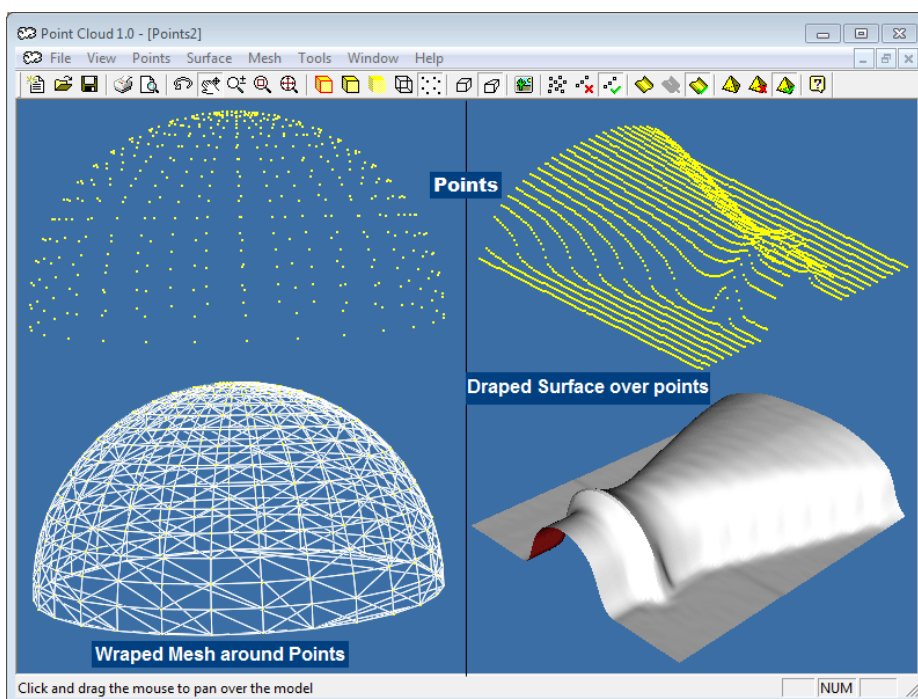 Point Cloud 1.0 - [Points2]
File View Points Surface Mesh Tools Window Help
Points
Draped Surface over points
Wraped Mesh around Points
Click and drag the mouse to pan over the model
NUM